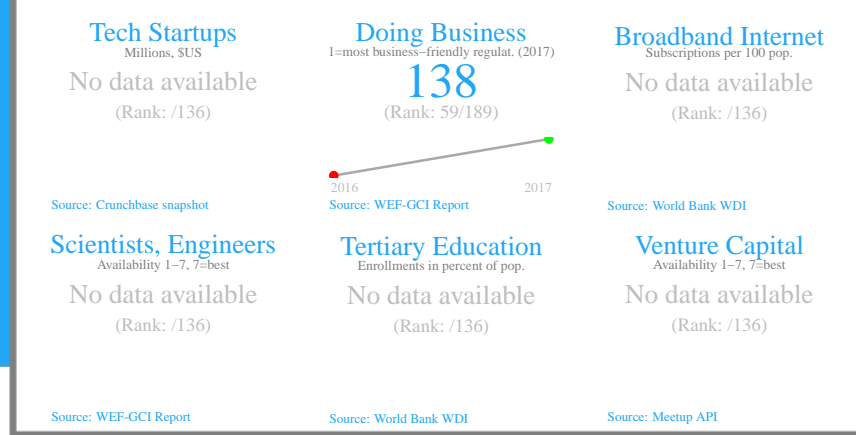 Tech Startups
Millions, $US
No data available
(Rank: /136)
Source: Crunchbase snapshot
Doing Business
1=most business−friendly regulat. (2017)
138
(Rank: 59/189)
2016 2017
Source: WEF-GCI Report
Broadband Internet
Subscriptions per 100 pop.
No data available
(Rank: /136)
Source: World Bank WDI
Scientists, Engineers
Availability 1−7, 7=best
No data available
(Rank: /136)
Source: WEF-GCI Report
Tertiary Education
Enrollments in percent of pop.
No data available
(Rank: /136)
Source: World Bank WDI
Venture Capital
Availability 1−7, 7=best
No data available
(Rank: /136)
Source: Meetup API